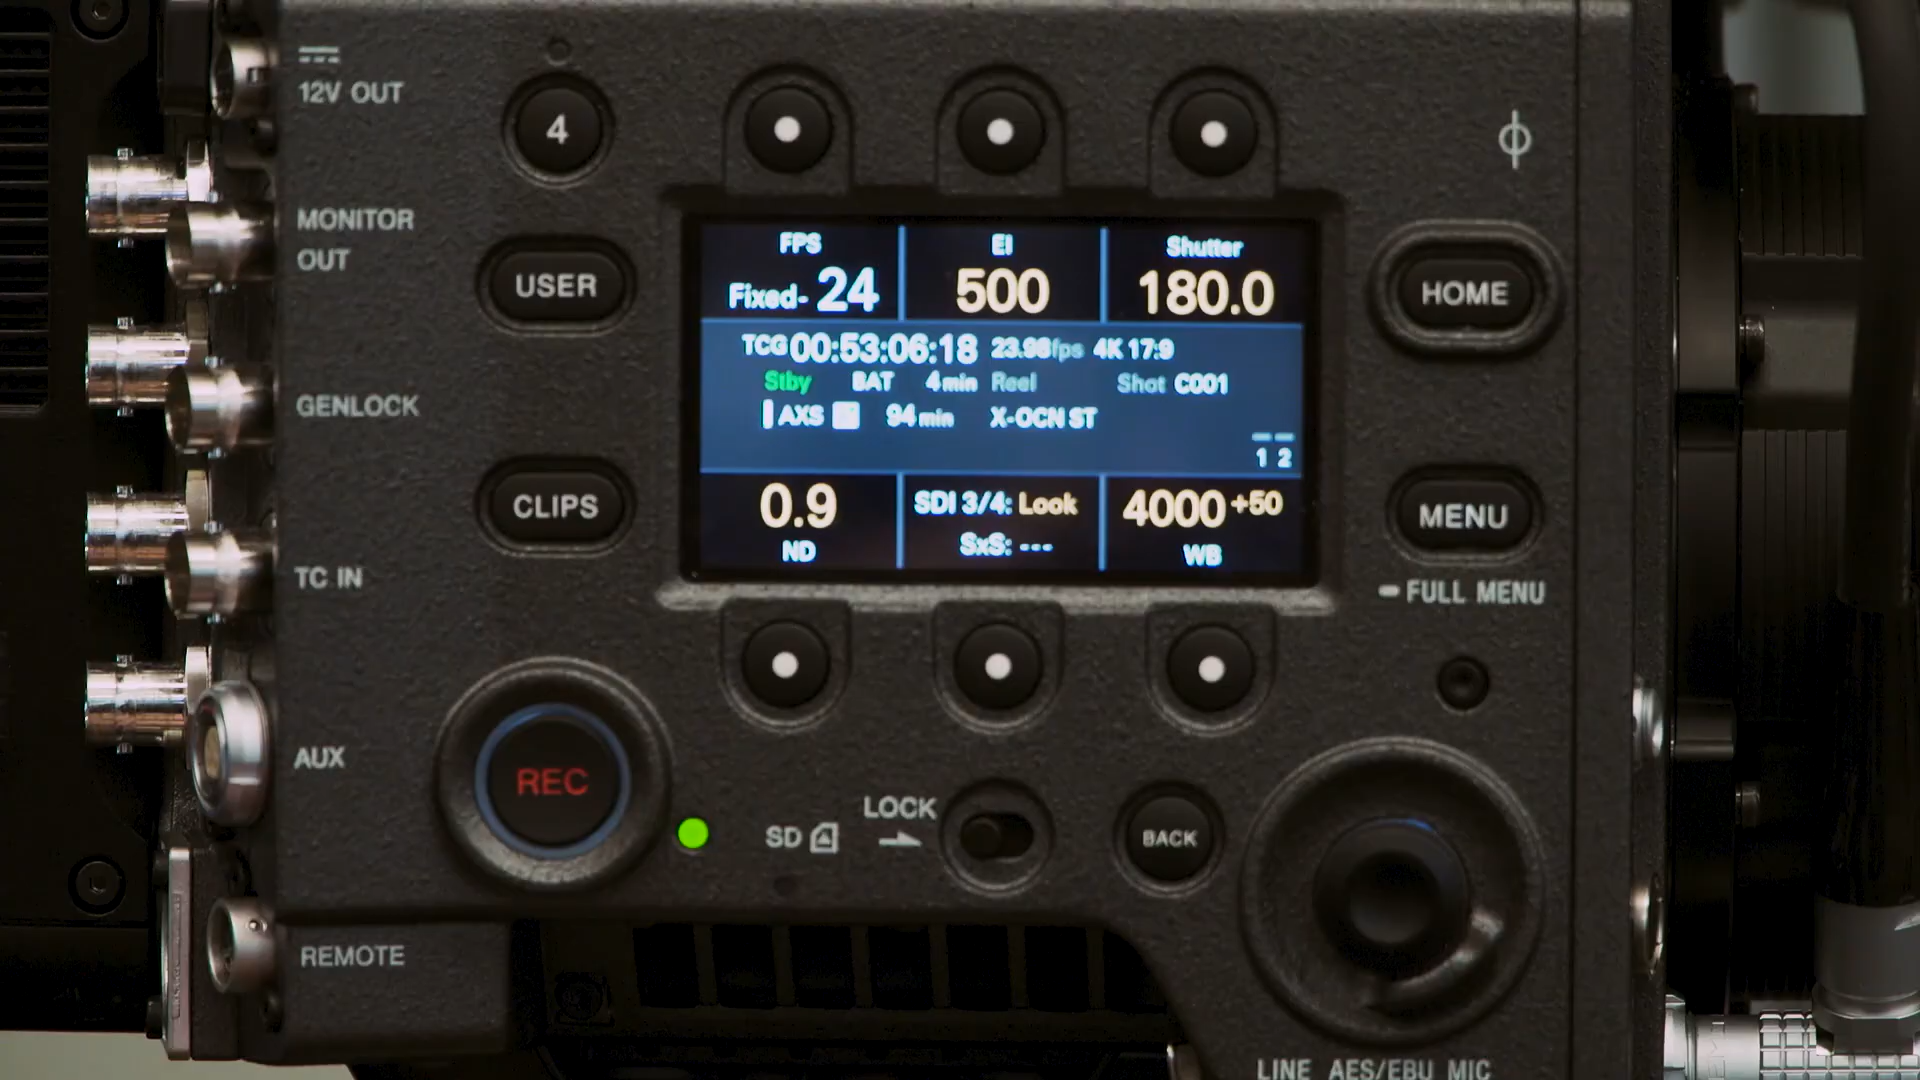 12V OUT
4
MONITOR
OUT
USER
HOME
FPS
Fixed- 24
EI
500
Shutter
180.0
TCG 00:53:06:18 23.98fps 4K 17:9
Stby BAT 4min Reel Shot C001
AXS 94min X-OCN ST
1 2
GENLOCK
CLIPS
MENU
0.9
ND
SDI 3/4: Look
SxS: ---
4000+50
WB
TC IN
FULL MENU
AUX
REC
SD
LOCK
BACK
REMOTE
LINE AES/EBU MIC